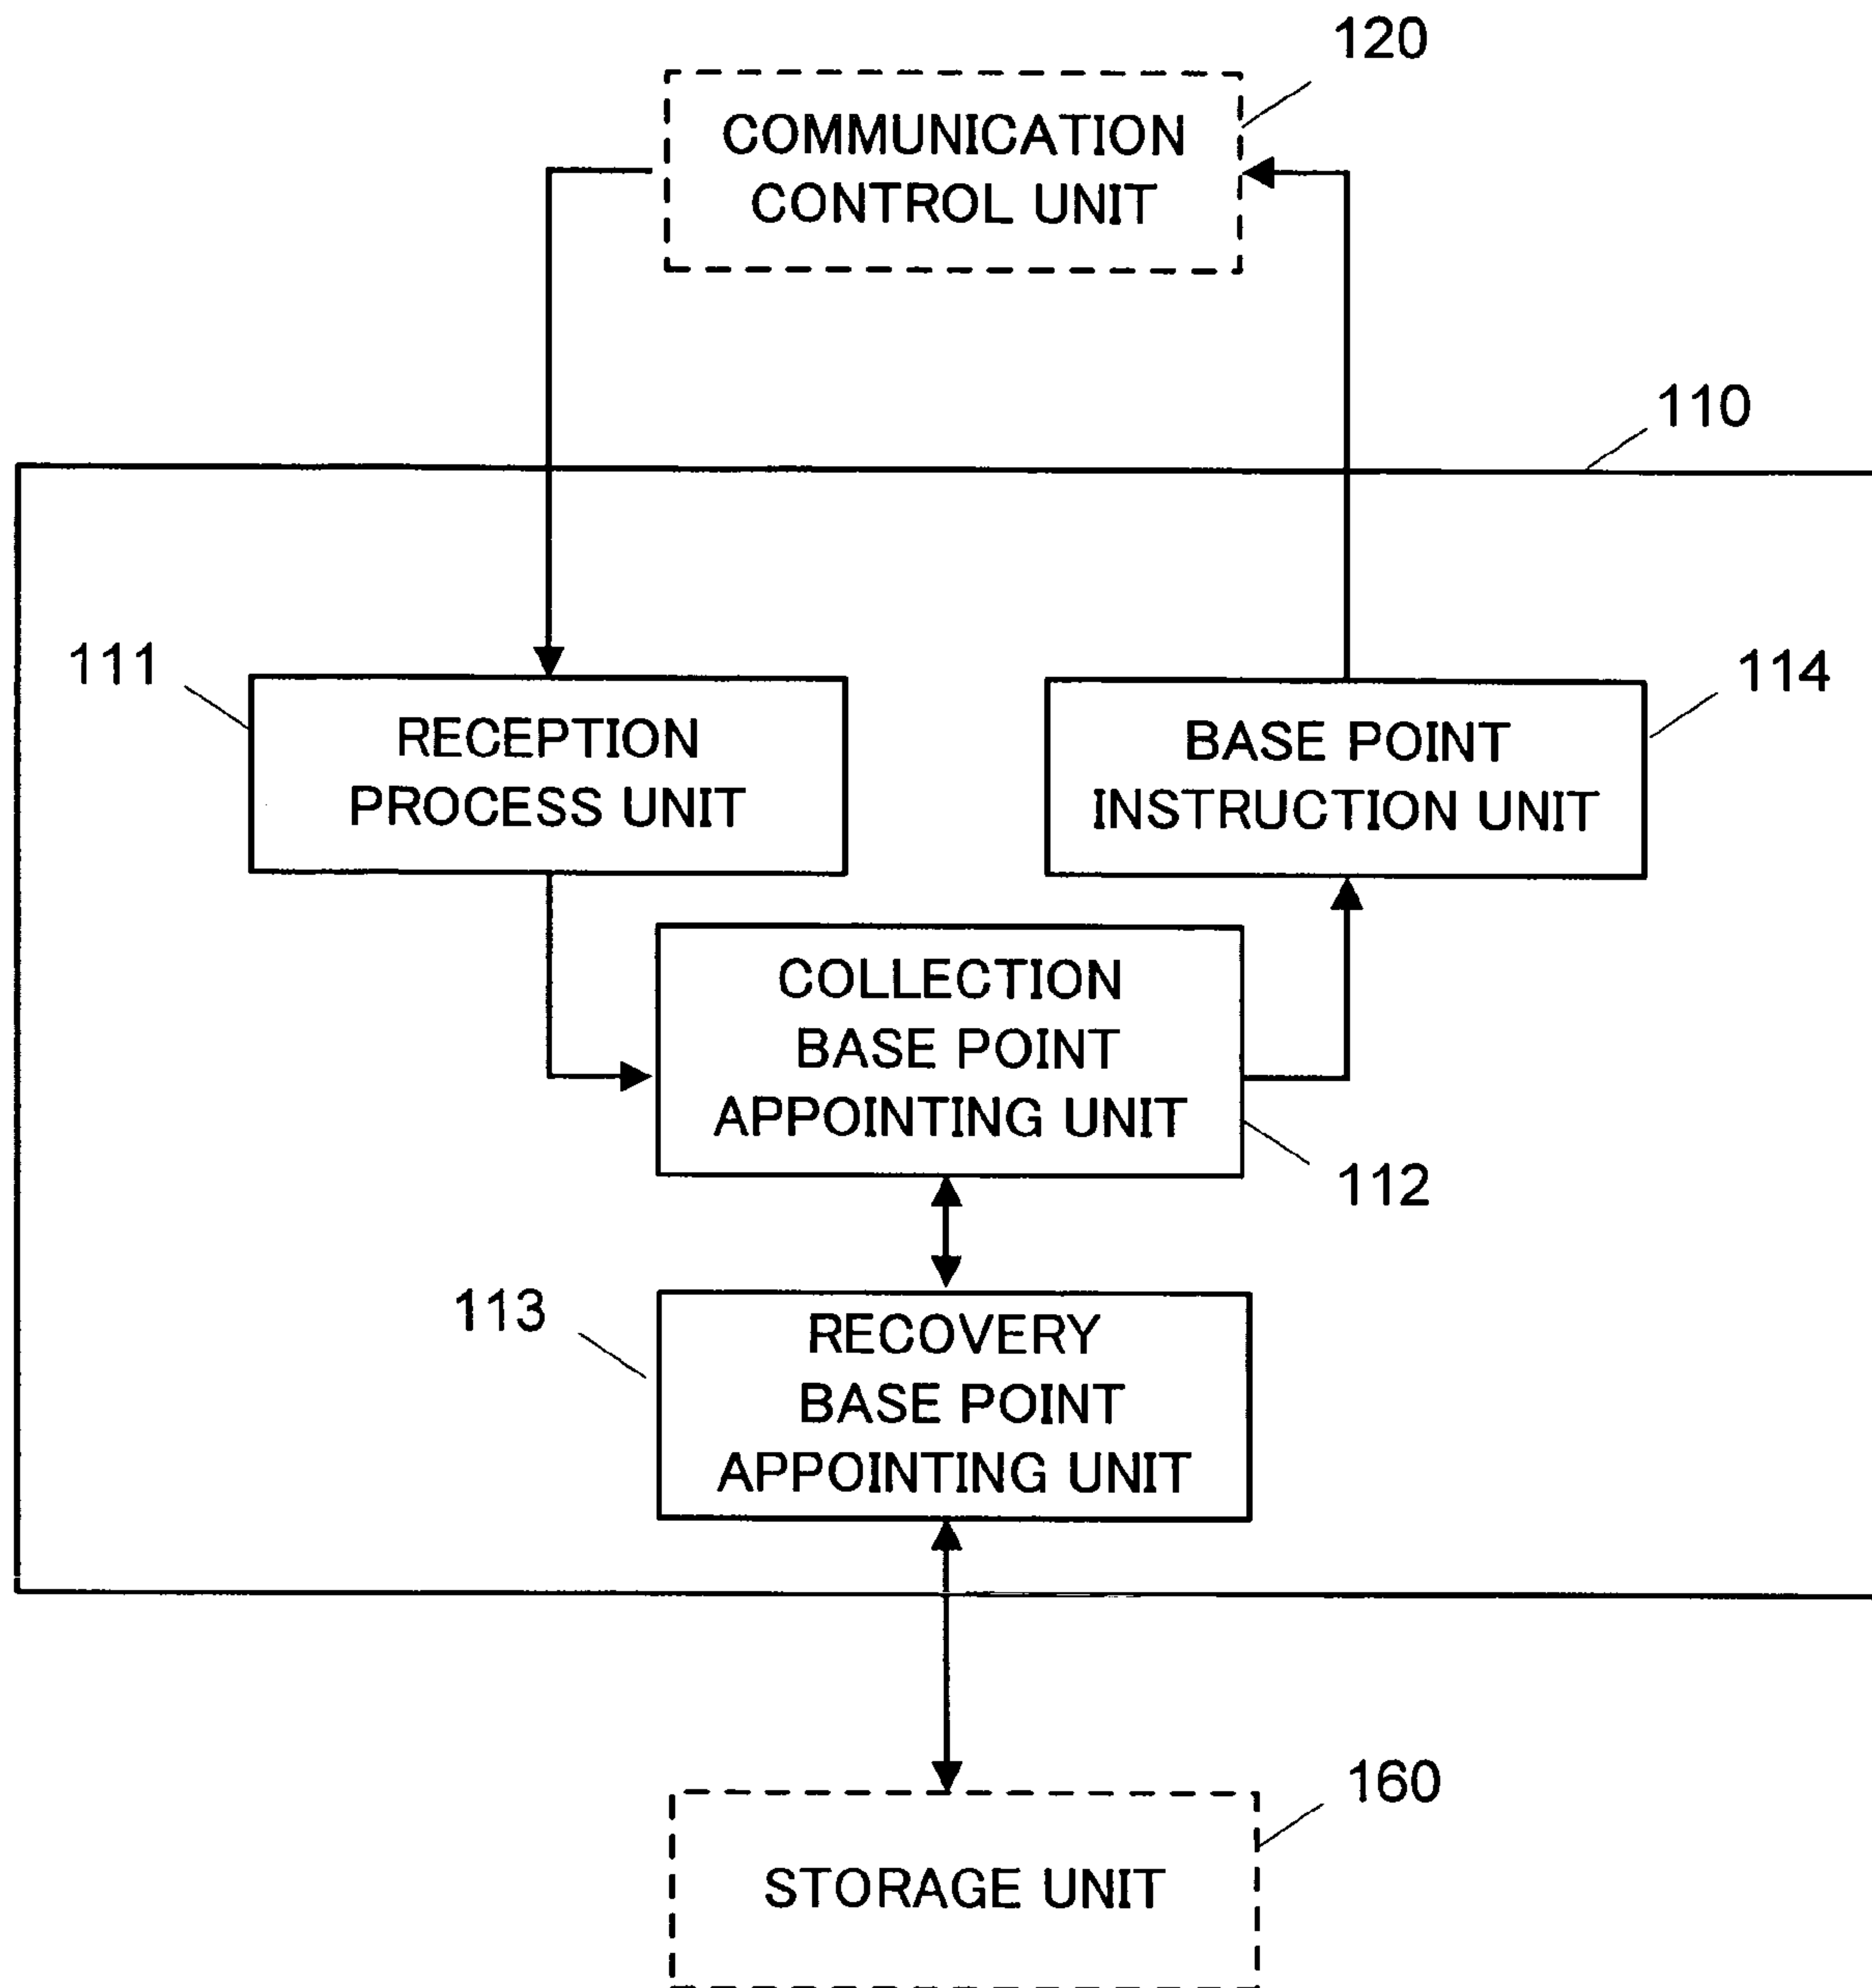 120
COMMUNICATION
CONTROL UNIT
110
111
RECEPTION
PROCESS UNIT
114
BASE POINT
INSTRUCTION UNIT
COLLECTION
BASE POINT
APPOINTING UNIT
112
113
RECOVERY
BASE POINT
APPOINTING UNIT
160
STORAGE UNIT